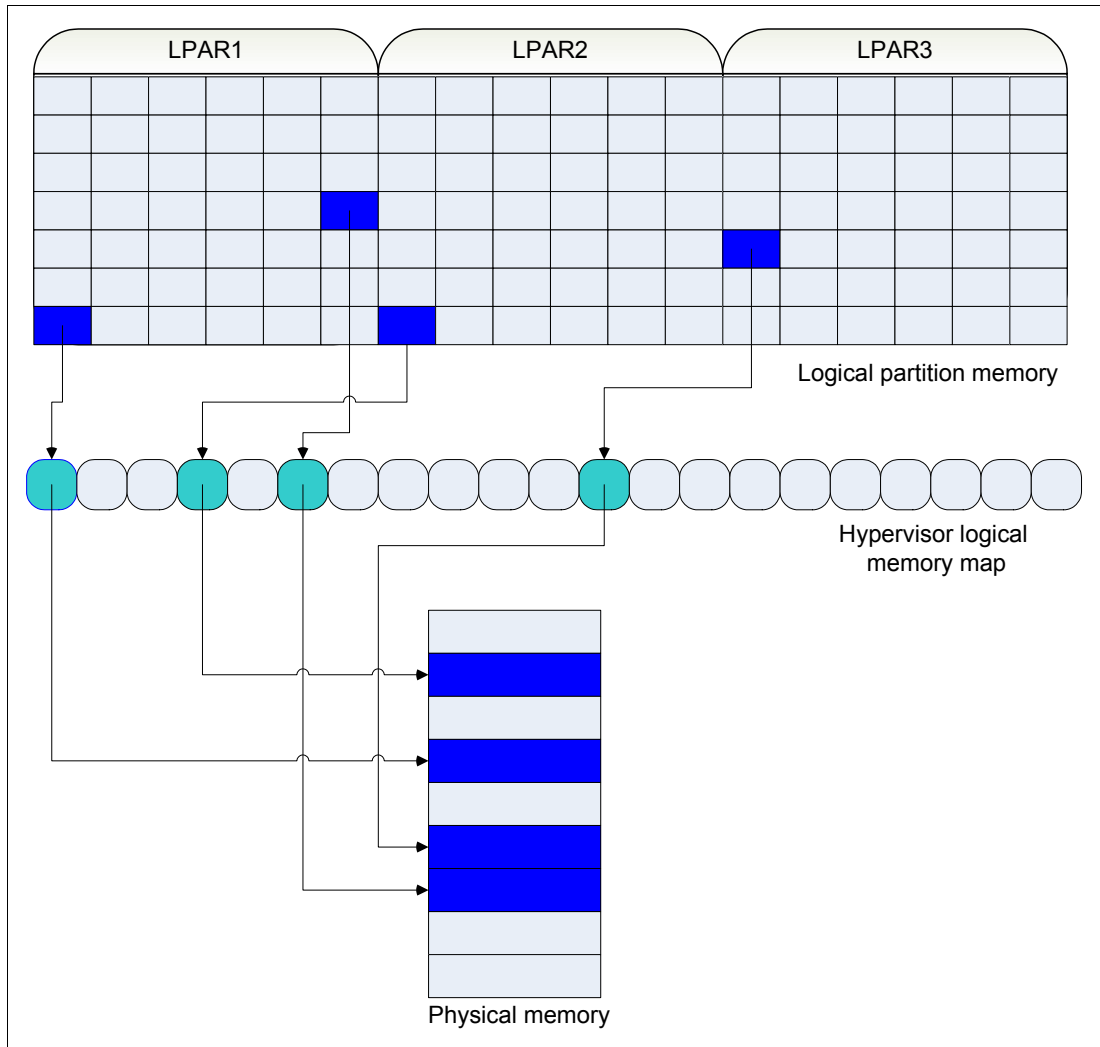 LPAR1
LPAR2
LPAR3
Logical partition memory
Hypervisor logical
memory map
Physical memory